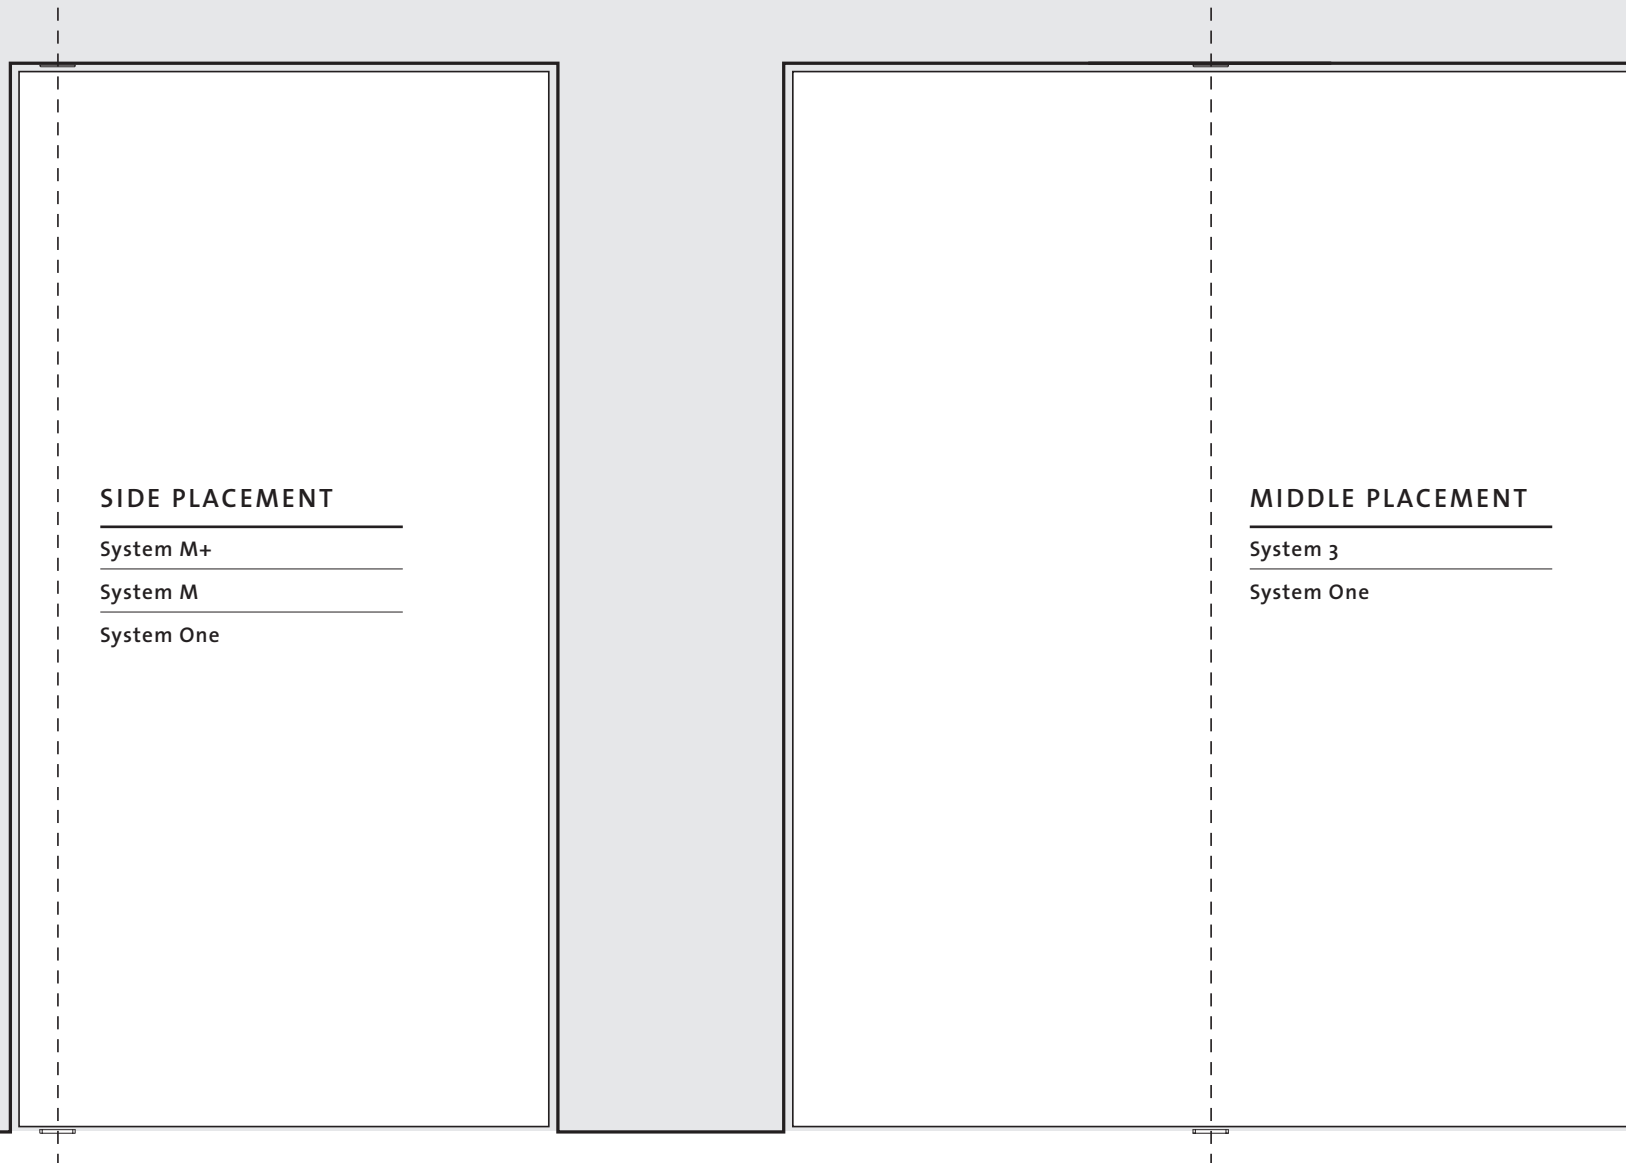 SIDE PLACEMENT
System M+
System M
System One
MIDDLE PLACEMENT
System 3
System One